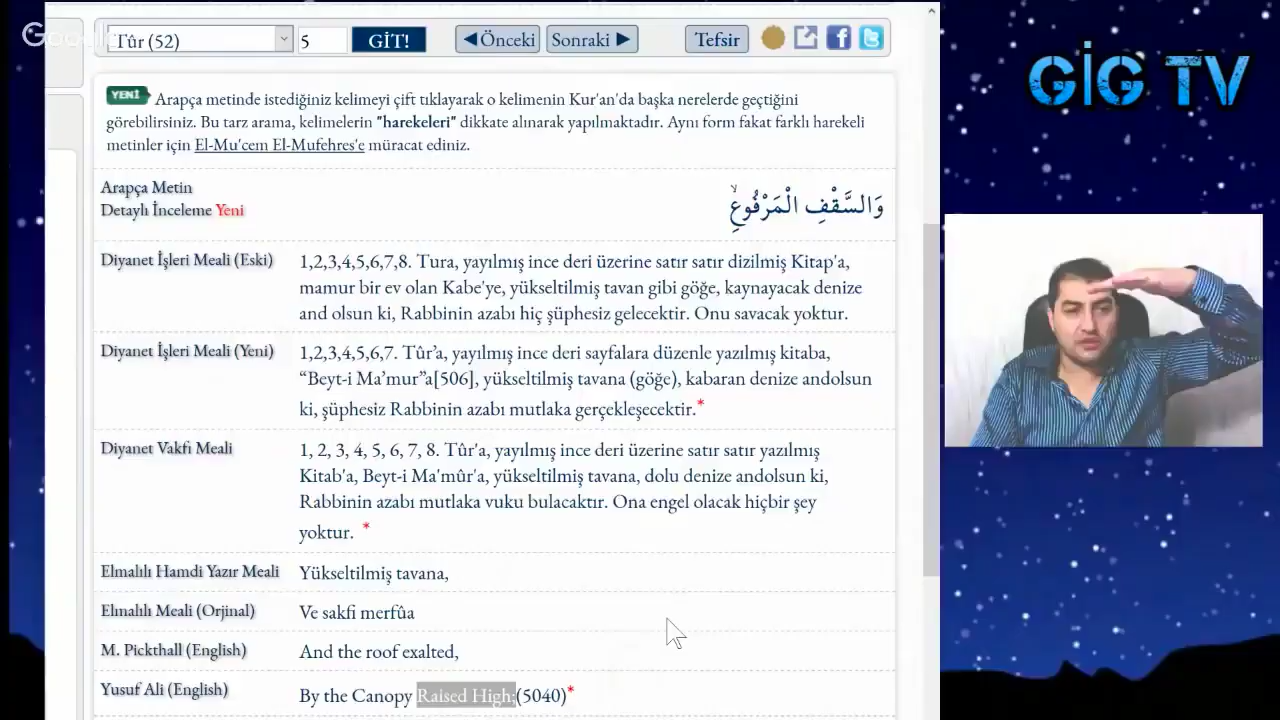 Google
Tûr (52) 5 GİT! ◀Önceki Sonraki ▶ Tefsir
GİG TV
YENİ Arapça metinde istediğiniz kelimeyi çift tıklayarak o kelimenin Kur'an'da başka nerelerde geçtiğini
görebilirsiniz. Bu tarz arama, kelimelerin "harekeleri" dikkate alınarak yapılmaktadır. Aynı form fakat farklı harekeli
metinler için El-Mu'cem El-Mufehres'e müracat ediniz.
Arapça Metin
Detaylı İnceleme Yeni
وَالسَّقْفِ الْمَرْفُوعِۙ
Diyanet İşleri Meali (Eski) 1,2,3,4,5,6,7,8. Tura, yayılmış ince deri üzerine satır satır dizilmiş Kitap'a,
mamur bir ev olan Kabe'ye, yükseltilmiş tavan gibi göğe, kaynayacak denize
and olsun ki, Rabbinin azabı hiç şüphesiz gelecektir. Onu savacak yoktur.
Diyanet İşleri Meali (Yeni) 1,2,3,4,5,6,7. Tûr’a, yayılmış ince deri sayfalara düzenle yazılmış kitaba,
“Beyt-i Ma’mur”a[506], yükseltilmiş tavana (göğe), kabaran denize andolsun
ki, şüphesiz Rabbinin azabı mutlaka gerçekleşecektir.*
Diyanet Vakfı Meali 1, 2, 3, 4, 5, 6, 7, 8. Tûr'a, yayılmış ince deri üzerine satır satır yazılmış
Kitab'a, Beyt-i Ma'mûr'a, yükseltilmiş tavana, dolu denize andolsun ki,
Rabbinin azabı mutlaka vuku bulacaktır. Ona engel olacak hiçbir şey
yoktur. *
Elmalılı Hamdi Yazır Meali Yükseltilmiş tavana,
Elmalılı Meali (Orjinal) Ve sakfi merfûa
M. Pickthall (English) And the roof exalted,
Yusuf Ali (English) By the Canopy Raised High;(5040)*